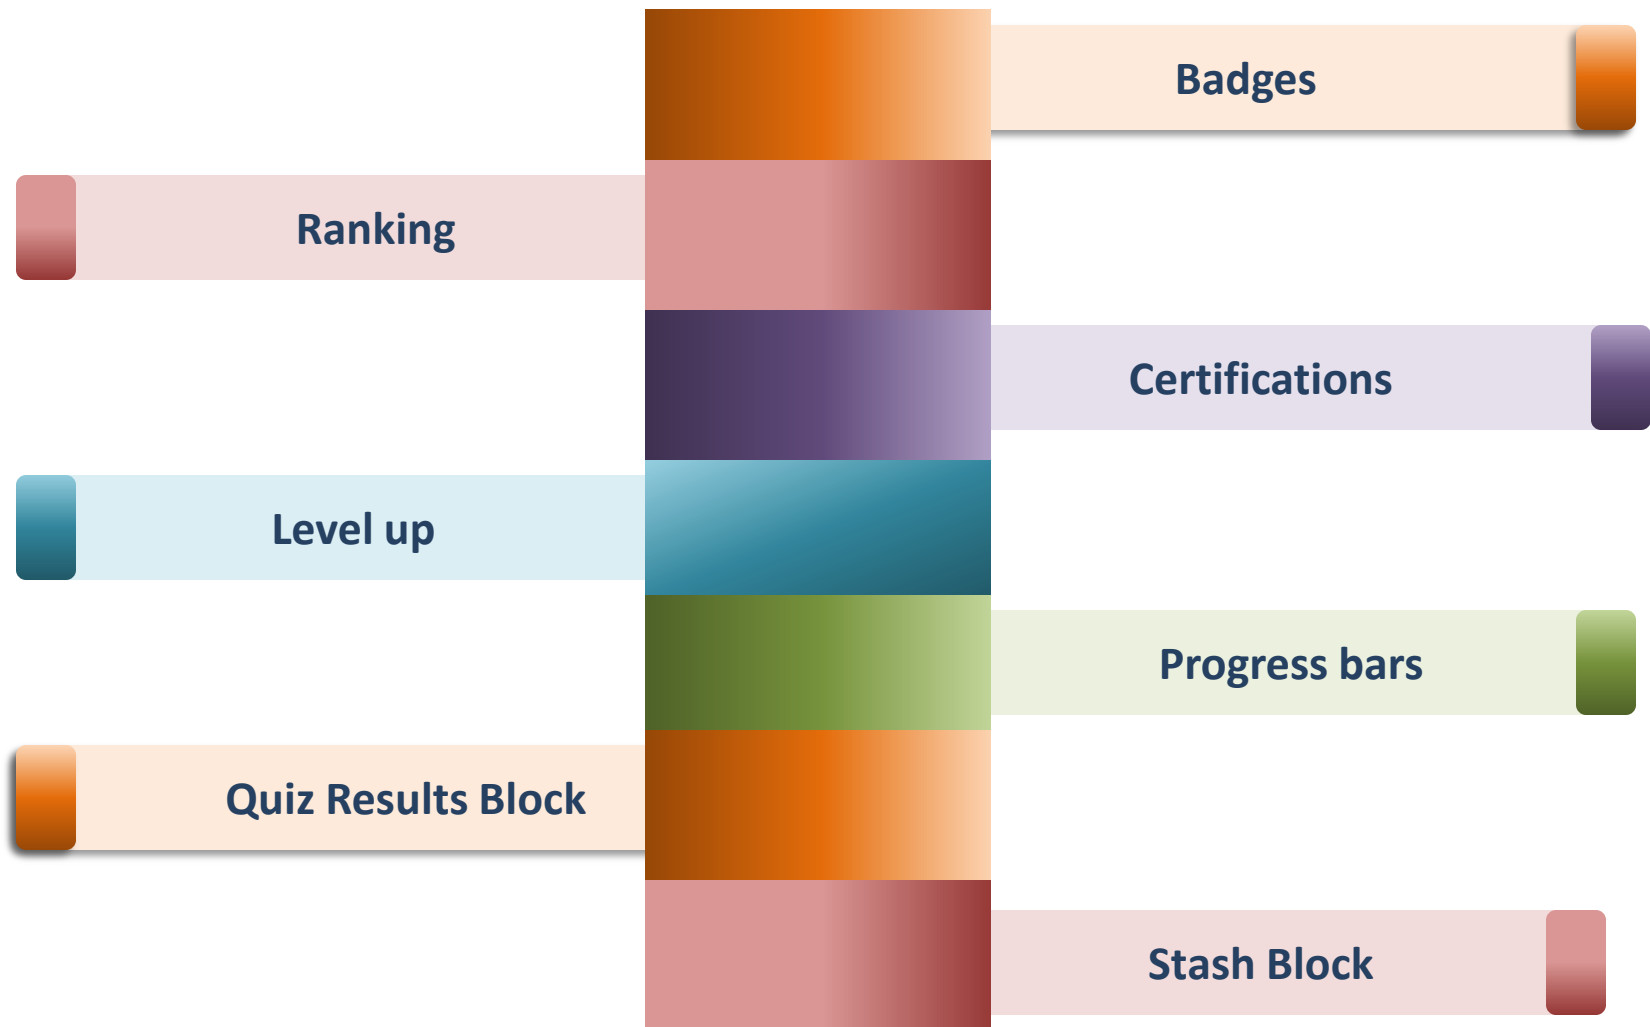 Badges
Ranking
Certifications
Level up
Progress bars
Quiz Results Block
Stash Block